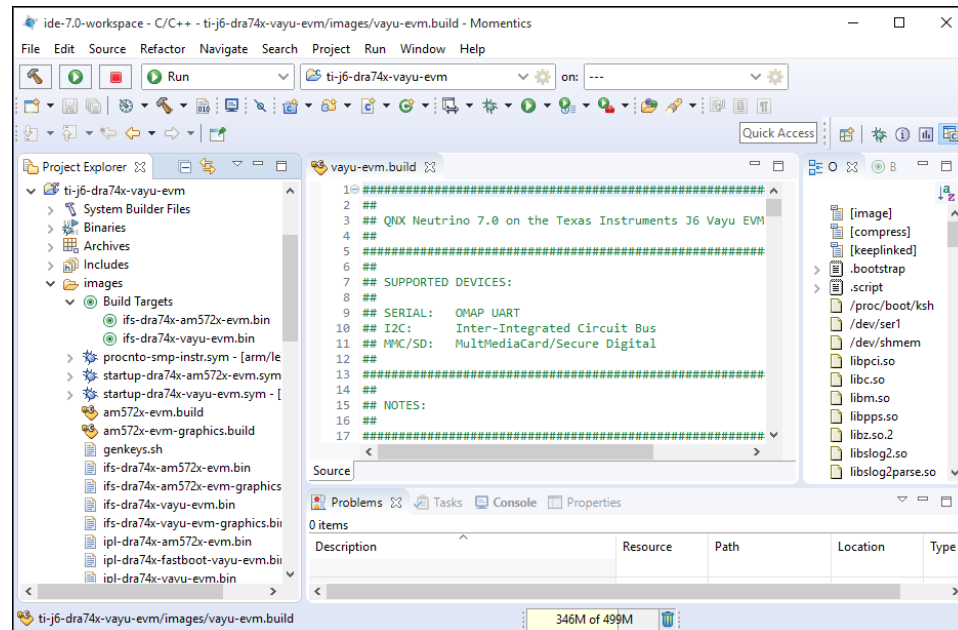 ide-7.0-workspace - C/C++ - ti-j6-dra74x-vayu-evm/images/vayu-evm.build - Momentics
File Edit Source Refactor Navigate Search Project Run Window Help
Run ti-j6-dra74x-vayu-evm on: ---
Quick Access
Project Explorer
ti-j6-dra74x-vayu-evm
System Builder Files
Binaries
Archives
Includes
images
Build Targets
ifs-dra74x-am572x-evm.bin
ifs-dra74x-vayu-evm.bin
procnto-smp-instr.sym - [arm/le
startup-dra74x-am572x-evm.sym
startup-dra74x-vayu-evm.sym - [
am572x-evm.build
am572x-evm-graphics.build
genkeys.sh
ifs-dra74x-am572x-evm.bin
ifs-dra74x-am572x-evm-graphics
ifs-dra74x-vayu-evm.bin
ifs-dra74x-vayu-evm-graphics.bi
ipl-dra74x-am572x-evm.bin
ipl-dra74x-fastboot-vayu-evm.bi
ipl-dra74x-vayu-evm.bin
vayu-evm.build
1 ################################################################
2 ##
3 ## QNX Neutrino 7.0 on the Texas Instruments J6 Vayu EVM
4 ##
5 ################################################################
6 ##
7 ## SUPPORTED DEVICES:
8 ##
9 ## SERIAL: OMAP UART
10 ## I2C: Inter-Integrated Circuit Bus
11 ## MMC/SD: MultMediaCard/Secure Digital
12 ##
13 ################################################################
14 ##
15 ## NOTES:
16 ##
17 ################################################################
Source
O B
[image]
[compress]
[keeplinked]
.bootstrap
.script
/proc/boot/ksh
/dev/ser1
/dev/shmem
libpci.so
libc.so
libm.so
libpps.so
libz.so.2
libslog2.so
libslog2parse.so
Problems Tasks Console Properties
0 items
Description Resource Path Location Type
ti-j6-dra74x-vayu-evm/images/vayu-evm.build
346M of 499M